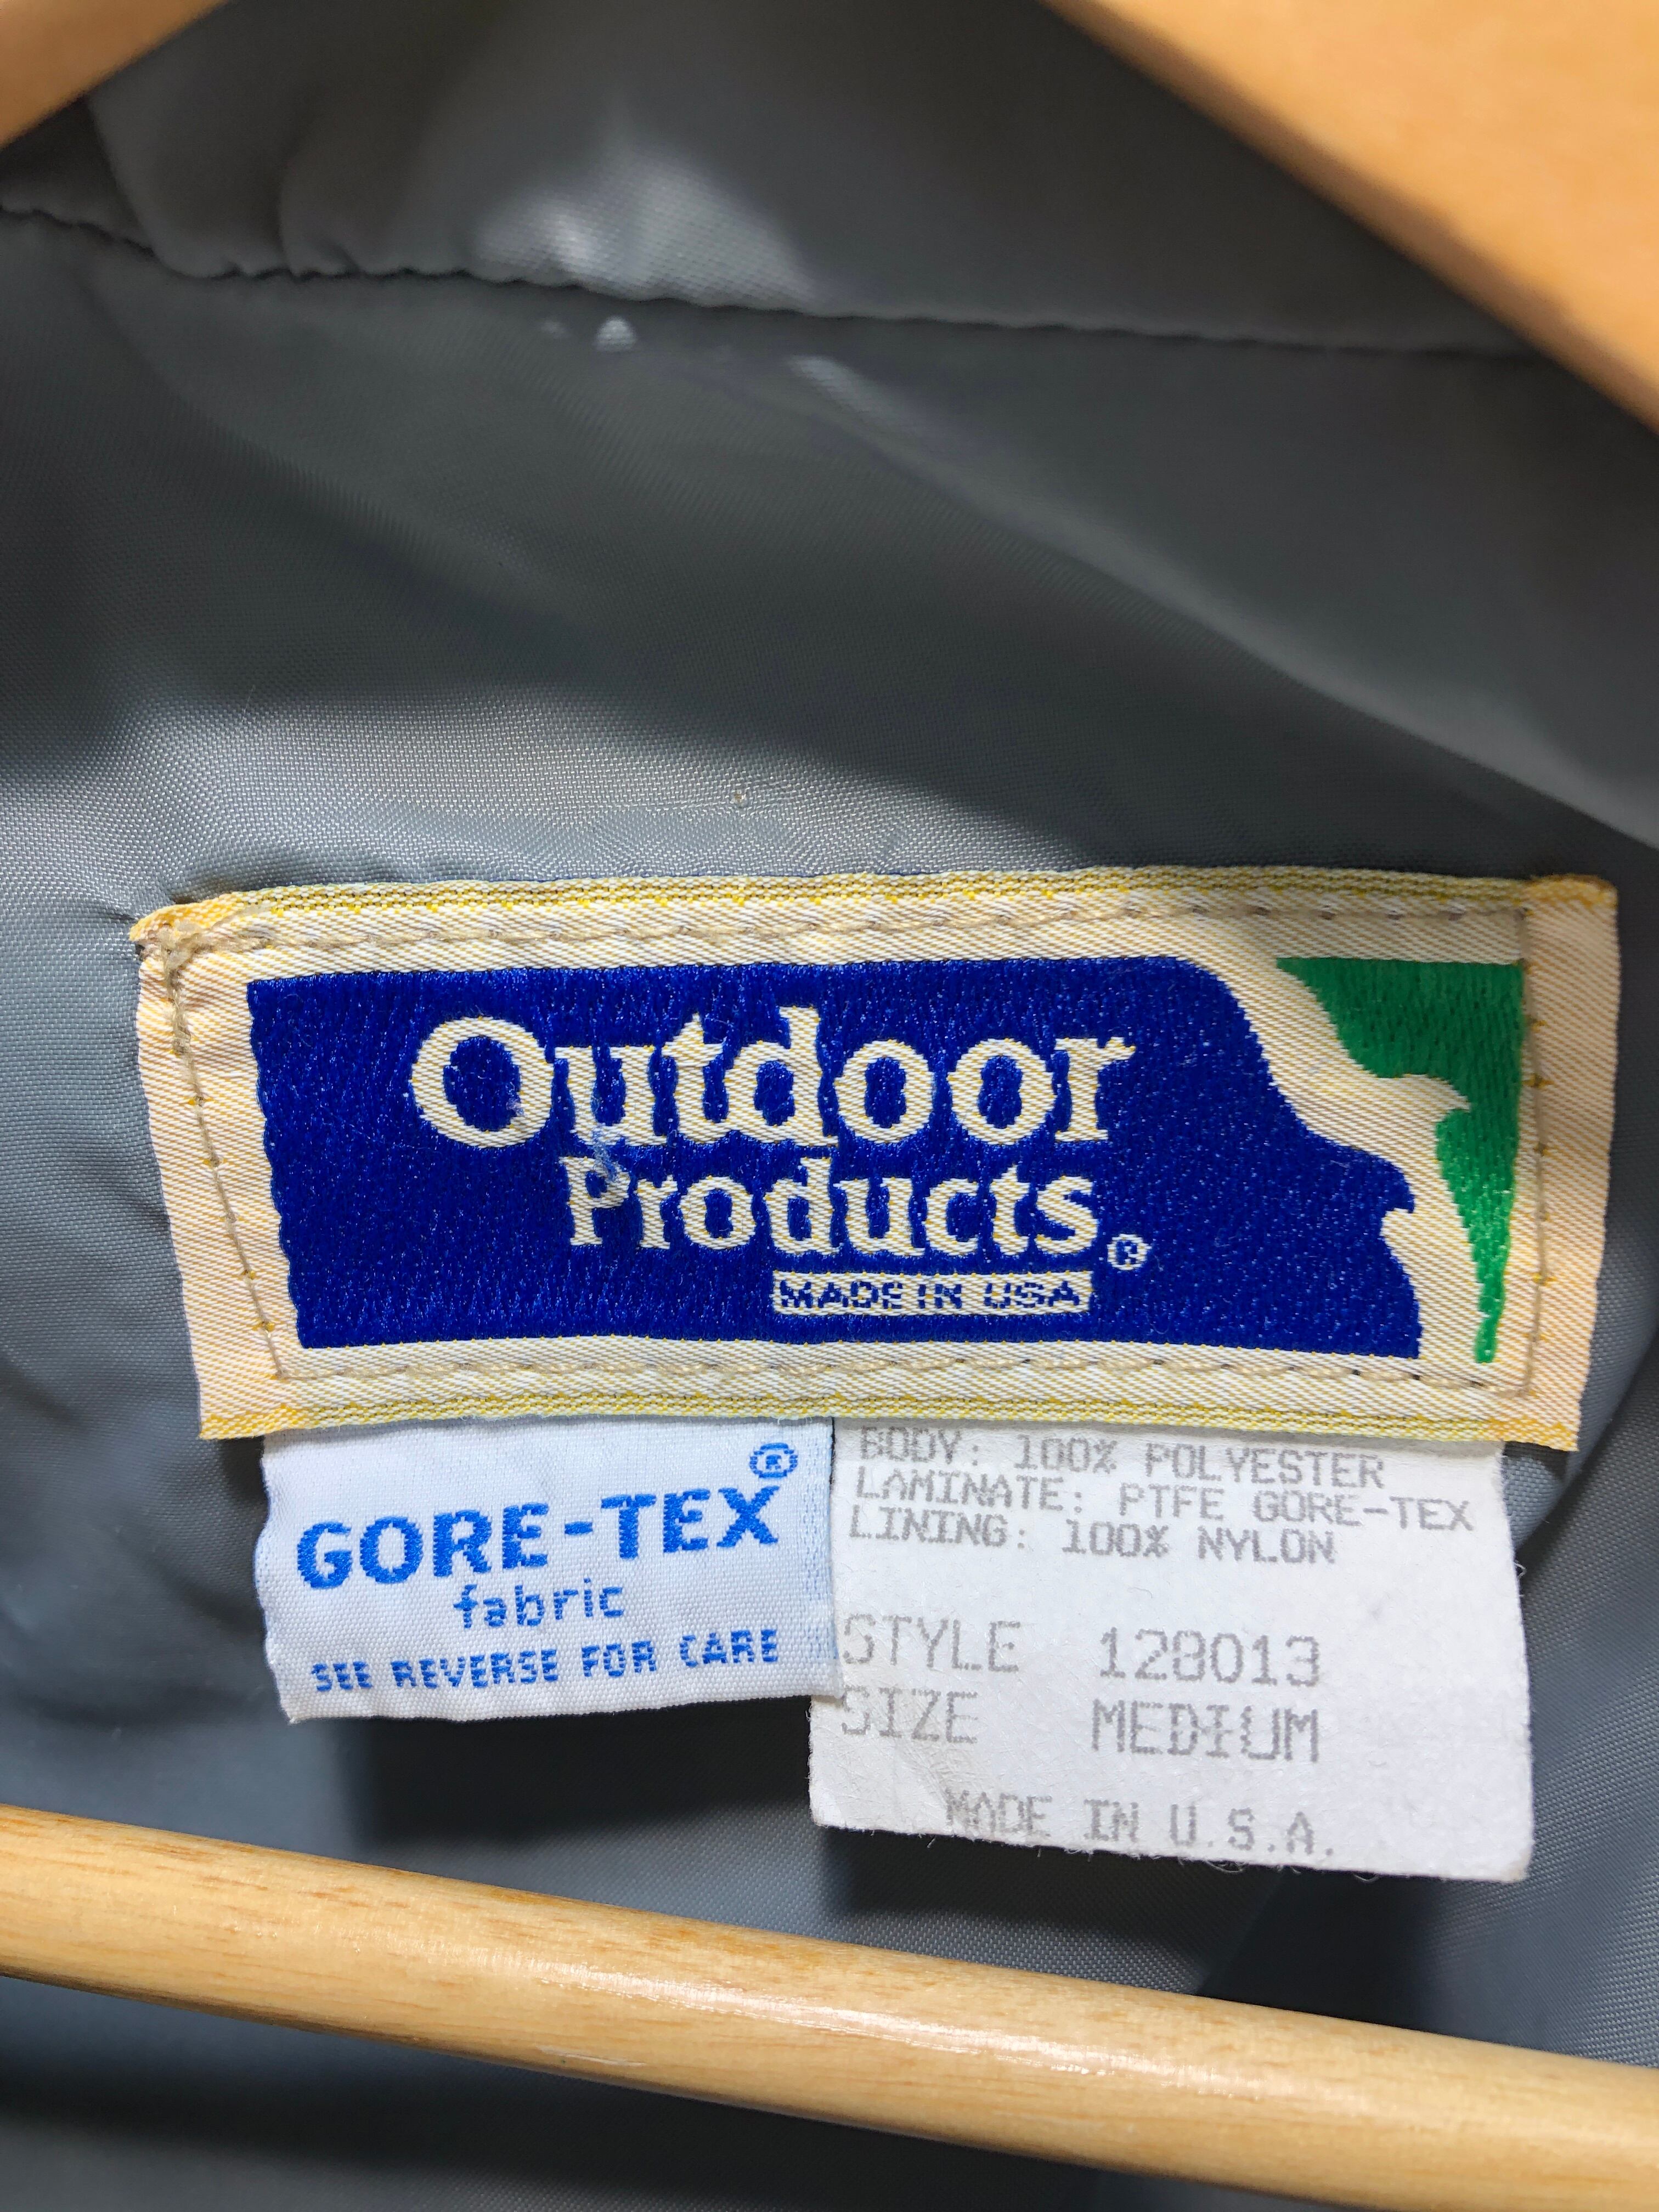 Outdoor
Products®
MADE IN USA
GORE-TEX®
fabric
SEE REVERSE FOR CARE
BODY: 100% POLYESTER
LAMINATE: PTFE GORE-TEX
LINING: 100% NYLON
STYLE 128013
SIZE MEDIUM
MADE IN U.S.A.